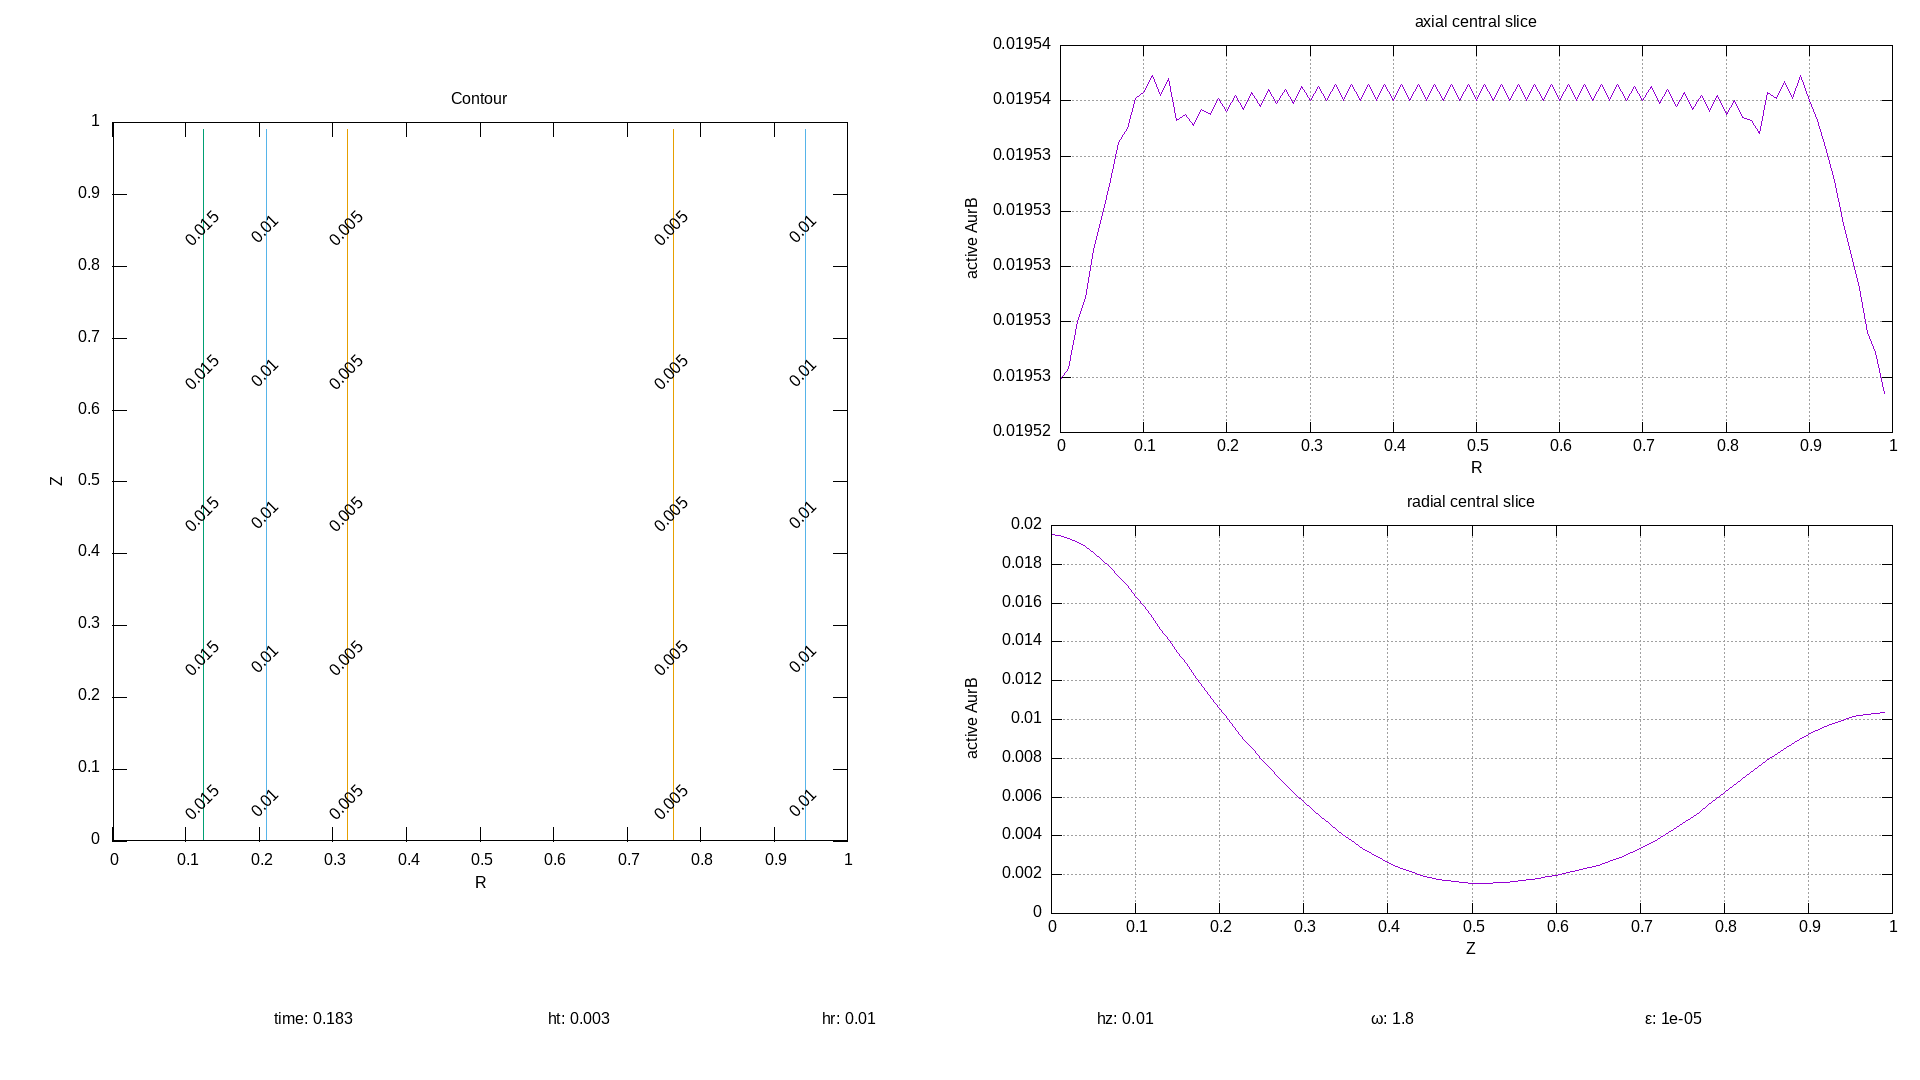 Contour
1
0.9
0.8
0.7
0.6
0.5
0.4
0.3
0.2
0.1
0
Z
0.015 0.01 0.005 0.005 0.01
0.015 0.01 0.005 0.005 0.01
0.015 0.01 0.005 0.005 0.01
0.015 0.01 0.005 0.005 0.01
0.015 0.01 0.005 0.005 0.01
0 0.1 0.2 0.3 0.4 0.5 0.6 0.7 0.8 0.9 1
R
axial central slice
0.01954
0.01954
0.01953
0.01953
0.01953
0.01953
0.01953
0.01952
active AurB
0 0.1 0.2 0.3 0.4 0.5 0.6 0.7 0.8 0.9 1
R
radial central slice
0.02
0.018
0.016
0.014
0.012
0.01
0.008
0.006
0.004
0.002
0
active AurB
0 0.1 0.2 0.3 0.4 0.5 0.6 0.7 0.8 0.9 1
Z
time: 0.183 ht: 0.003 hr: 0.01 hz: 0.01 ω: 1.8 ε: 1e-05